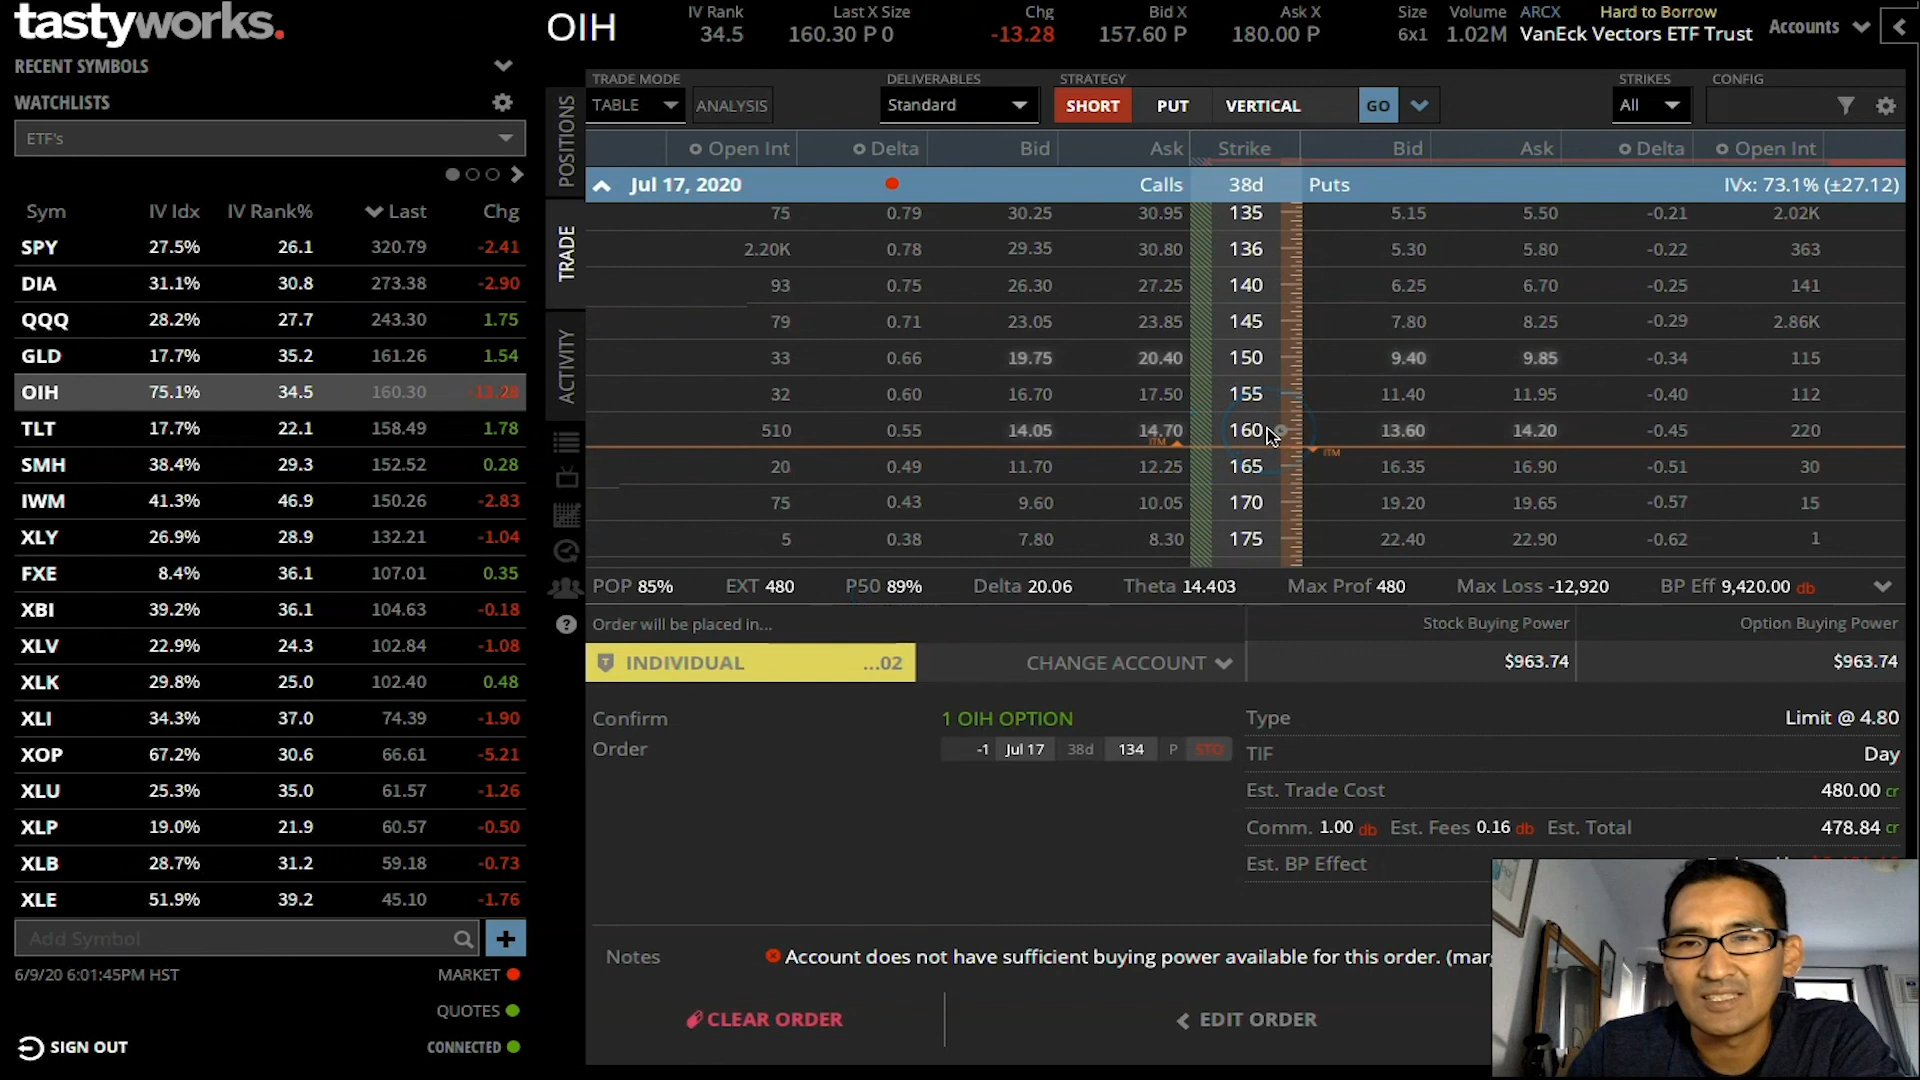 tastyworks.
RECENT SYMBOLS
WATCHLISTS
ETF's
Sym IV Idx IV Rank% Last Chg
SPY 27.5% 26.1 320.79 -2.41
DIA 31.1% 30.8 273.38 -2.90
QQQ 28.2% 27.7 243.30 1.75
GLD 17.7% 35.2 161.26 1.54
OIH 75.1% 34.5 160.30 -13.28
TLT 17.7% 22.1 158.49 1.78
SMH 38.4% 29.3 152.52 0.28
IWM 41.3% 46.9 150.26 -2.83
XLY 26.9% 28.9 132.21 -1.04
FXE 8.4% 36.1 107.01 0.35
XBI 39.2% 36.1 104.63 -0.18
XLV 22.9% 24.3 102.84 -1.08
XLK 29.8% 25.0 102.40 0.48
XLI 34.3% 37.0 74.39 -1.90
XOP 67.2% 30.6 66.61 -5.21
XLU 25.3% 35.0 61.57 -1.26
XLP 19.0% 21.9 60.57 -0.50
XLB 28.7% 31.2 59.18 -0.73
XLE 51.9% 39.2 45.10 -1.76
Add Symbol
6/9/20 6:01:45PM HST MARKET
QUOTES
SIGN OUT CONNECTED
POSITIONS
TRADE
ACTIVITY
OIH
IV Rank Last X Size Chg Bid X Ask X Size Volume ARCX Hard to Borrow
34.5 160.30 P 0 -13.28 157.60 P 180.00 P 6x1 1.02M VanEck Vectors ETF Trust Accounts
TRADE MODE DELIVERABLES STRATEGY STRIKES CONFIG
TABLE ANALYSIS Standard SHORT PUT VERTICAL GO All
Open Int Delta Bid Ask Strike Bid Ask Delta Open Int
Jul 17, 2020 Calls 38d Puts IVx: 73.1% (±27.12)
75 0.79 30.25 30.95 135 5.15 5.50 -0.21 2.02K
2.20K 0.78 29.35 30.80 136 5.30 5.80 -0.22 363
93 0.75 26.30 27.25 140 6.25 6.70 -0.25 141
79 0.71 23.05 23.85 145 7.80 8.25 -0.29 2.86K
33 0.66 19.75 20.40 150 9.40 9.85 -0.34 115
32 0.60 16.70 17.50 155 11.40 11.95 -0.40 112
510 0.55 14.05 14.70 160 13.60 14.20 -0.45 220
ITM ITM
20 0.49 11.70 12.25 165 16.35 16.90 -0.51 30
75 0.43 9.60 10.05 170 19.20 19.65 -0.57 15
5 0.38 7.80 8.30 175 22.40 22.90 -0.62 1
POP 85% EXT 480 P50 89% Delta 20.06 Theta 14.403 Max Prof 480 Max Loss -12,920 BP Eff 9,420.00 db
Order will be placed in... Stock Buying Power Option Buying Power
INDIVIDUAL ...02 CHANGE ACCOUNT $963.74 $963.74
Confirm 1 OIH OPTION
Order -1 Jul 17 38d 134 P STO
Type Limit @ 4.80
TIF Day
Est. Trade Cost 480.00 cr
Comm. 1.00 db Est. Fees 0.16 db Est. Total 478.84 cr
Est. BP Effect
Notes Account does not have sufficient buying power available for this order. (mar
CLEAR ORDER EDIT ORDER